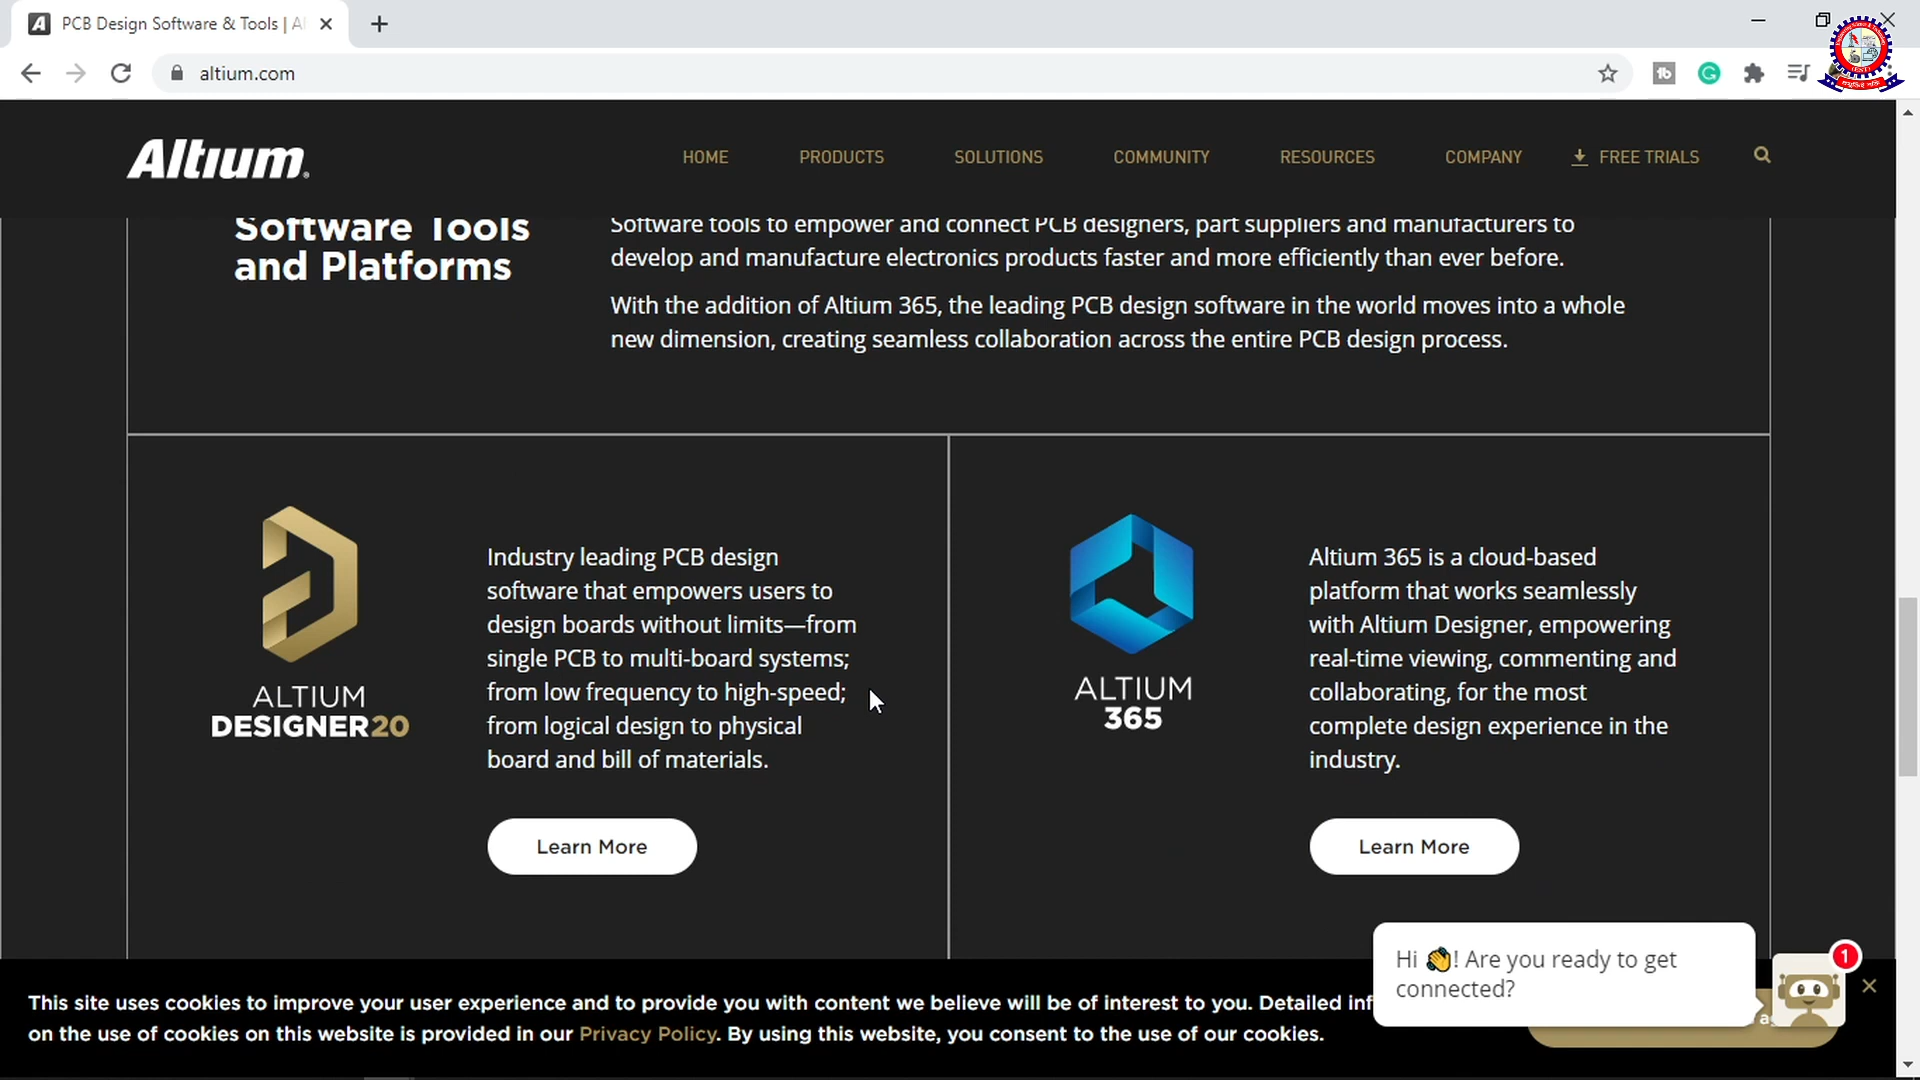 PCB Design Software & Tools | Al
altium.com
Altium
HOME PRODUCTS SOLUTIONS COMMUNITY RESOURCES COMPANY FREE TRIALS
Software Tools
and Platforms
Software tools to empower and connect PCB designers, part suppliers and manufacturers to
develop and manufacture electronics products faster and more efficiently than ever before.
With the addition of Altium 365, the leading PCB design software in the world moves into a whole
new dimension, creating seamless collaboration across the entire PCB design process.
ALTIUM
DESIGNER20
Industry leading PCB design
software that empowers users to
design boards without limits—from
single PCB to multi-board systems;
from low frequency to high-speed;
from logical design to physical
board and bill of materials.
Learn More
ALTIUM
365
Altium 365 is a cloud-based
platform that works seamlessly
with Altium Designer, empowering
real-time viewing, commenting and
collaborating, for the most
complete design experience in the
industry.
Learn More
Hi 👏! Are you ready to get
connected?
1
This site uses cookies to improve your user experience and to provide you with content we believe will be of interest to you. Detailed inf
on the use of cookies on this website is provided in our Privacy Policy. By using this website, you consent to the use of our cookies.